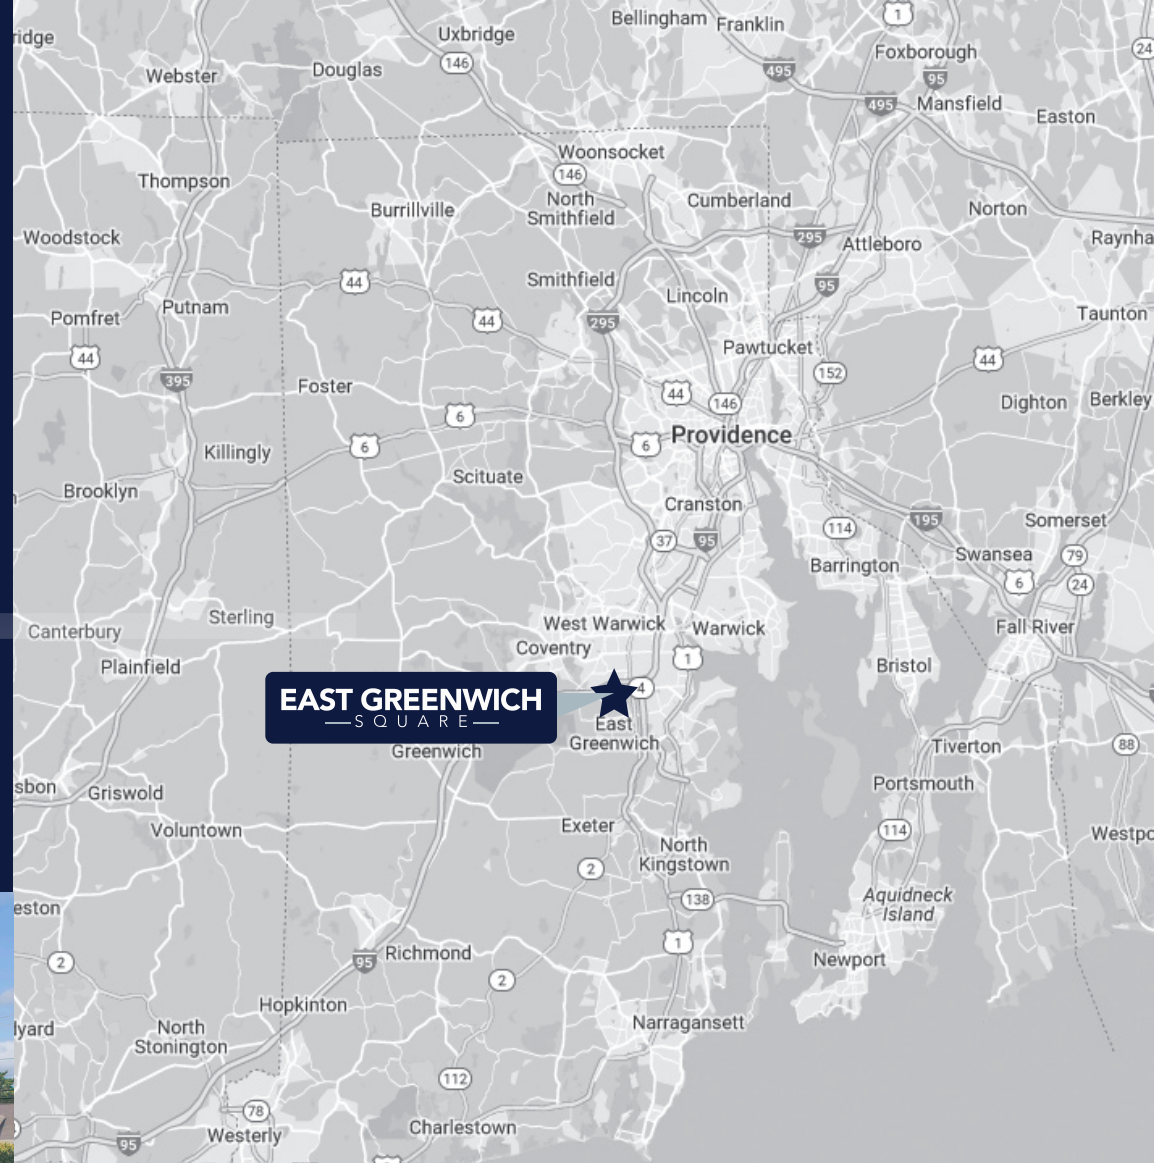 Bellingham
Franklin
1
Uxbridge
146
Foxborough
24
ridge
Webster
Douglas
495
95
495
Mansfield
Easton
Woonsocket
146
Thompson
North
Smithfield
Cumberland
Burrillville
Norton
Woodstock
295
Attleboro
Raynha
Smithfield
44
95
Lincoln
Putnam
Pomfret
44
295
Taunton
Pawtucket
44
44
152
395
Foster
44
146
Dighton
Berkley
6
Providence
6
6
Killingly
Scituate
Brooklyn
Cranston
195
Somerset
114
37
95
Swansea
79
Barrington
6
24
Sterling
West Warwick
Warwick
Fall River
Canterbury
Coventry
Plainfield
1
Bristol
4
EAST GREENWICH
SQUARE
East
Greenwich
Greenwich
Tiverton
88
Portsmouth
sbon
Griswold
Voluntown
Exeter
114
Westpo
North
Kingstown
2
138
Aquidneck
Island
eston
1
Richmond
Newport
2
95
2
Hopkinton
lyard
North
Stonington
Narragansett
112
78
Westerly
Charlestown
95